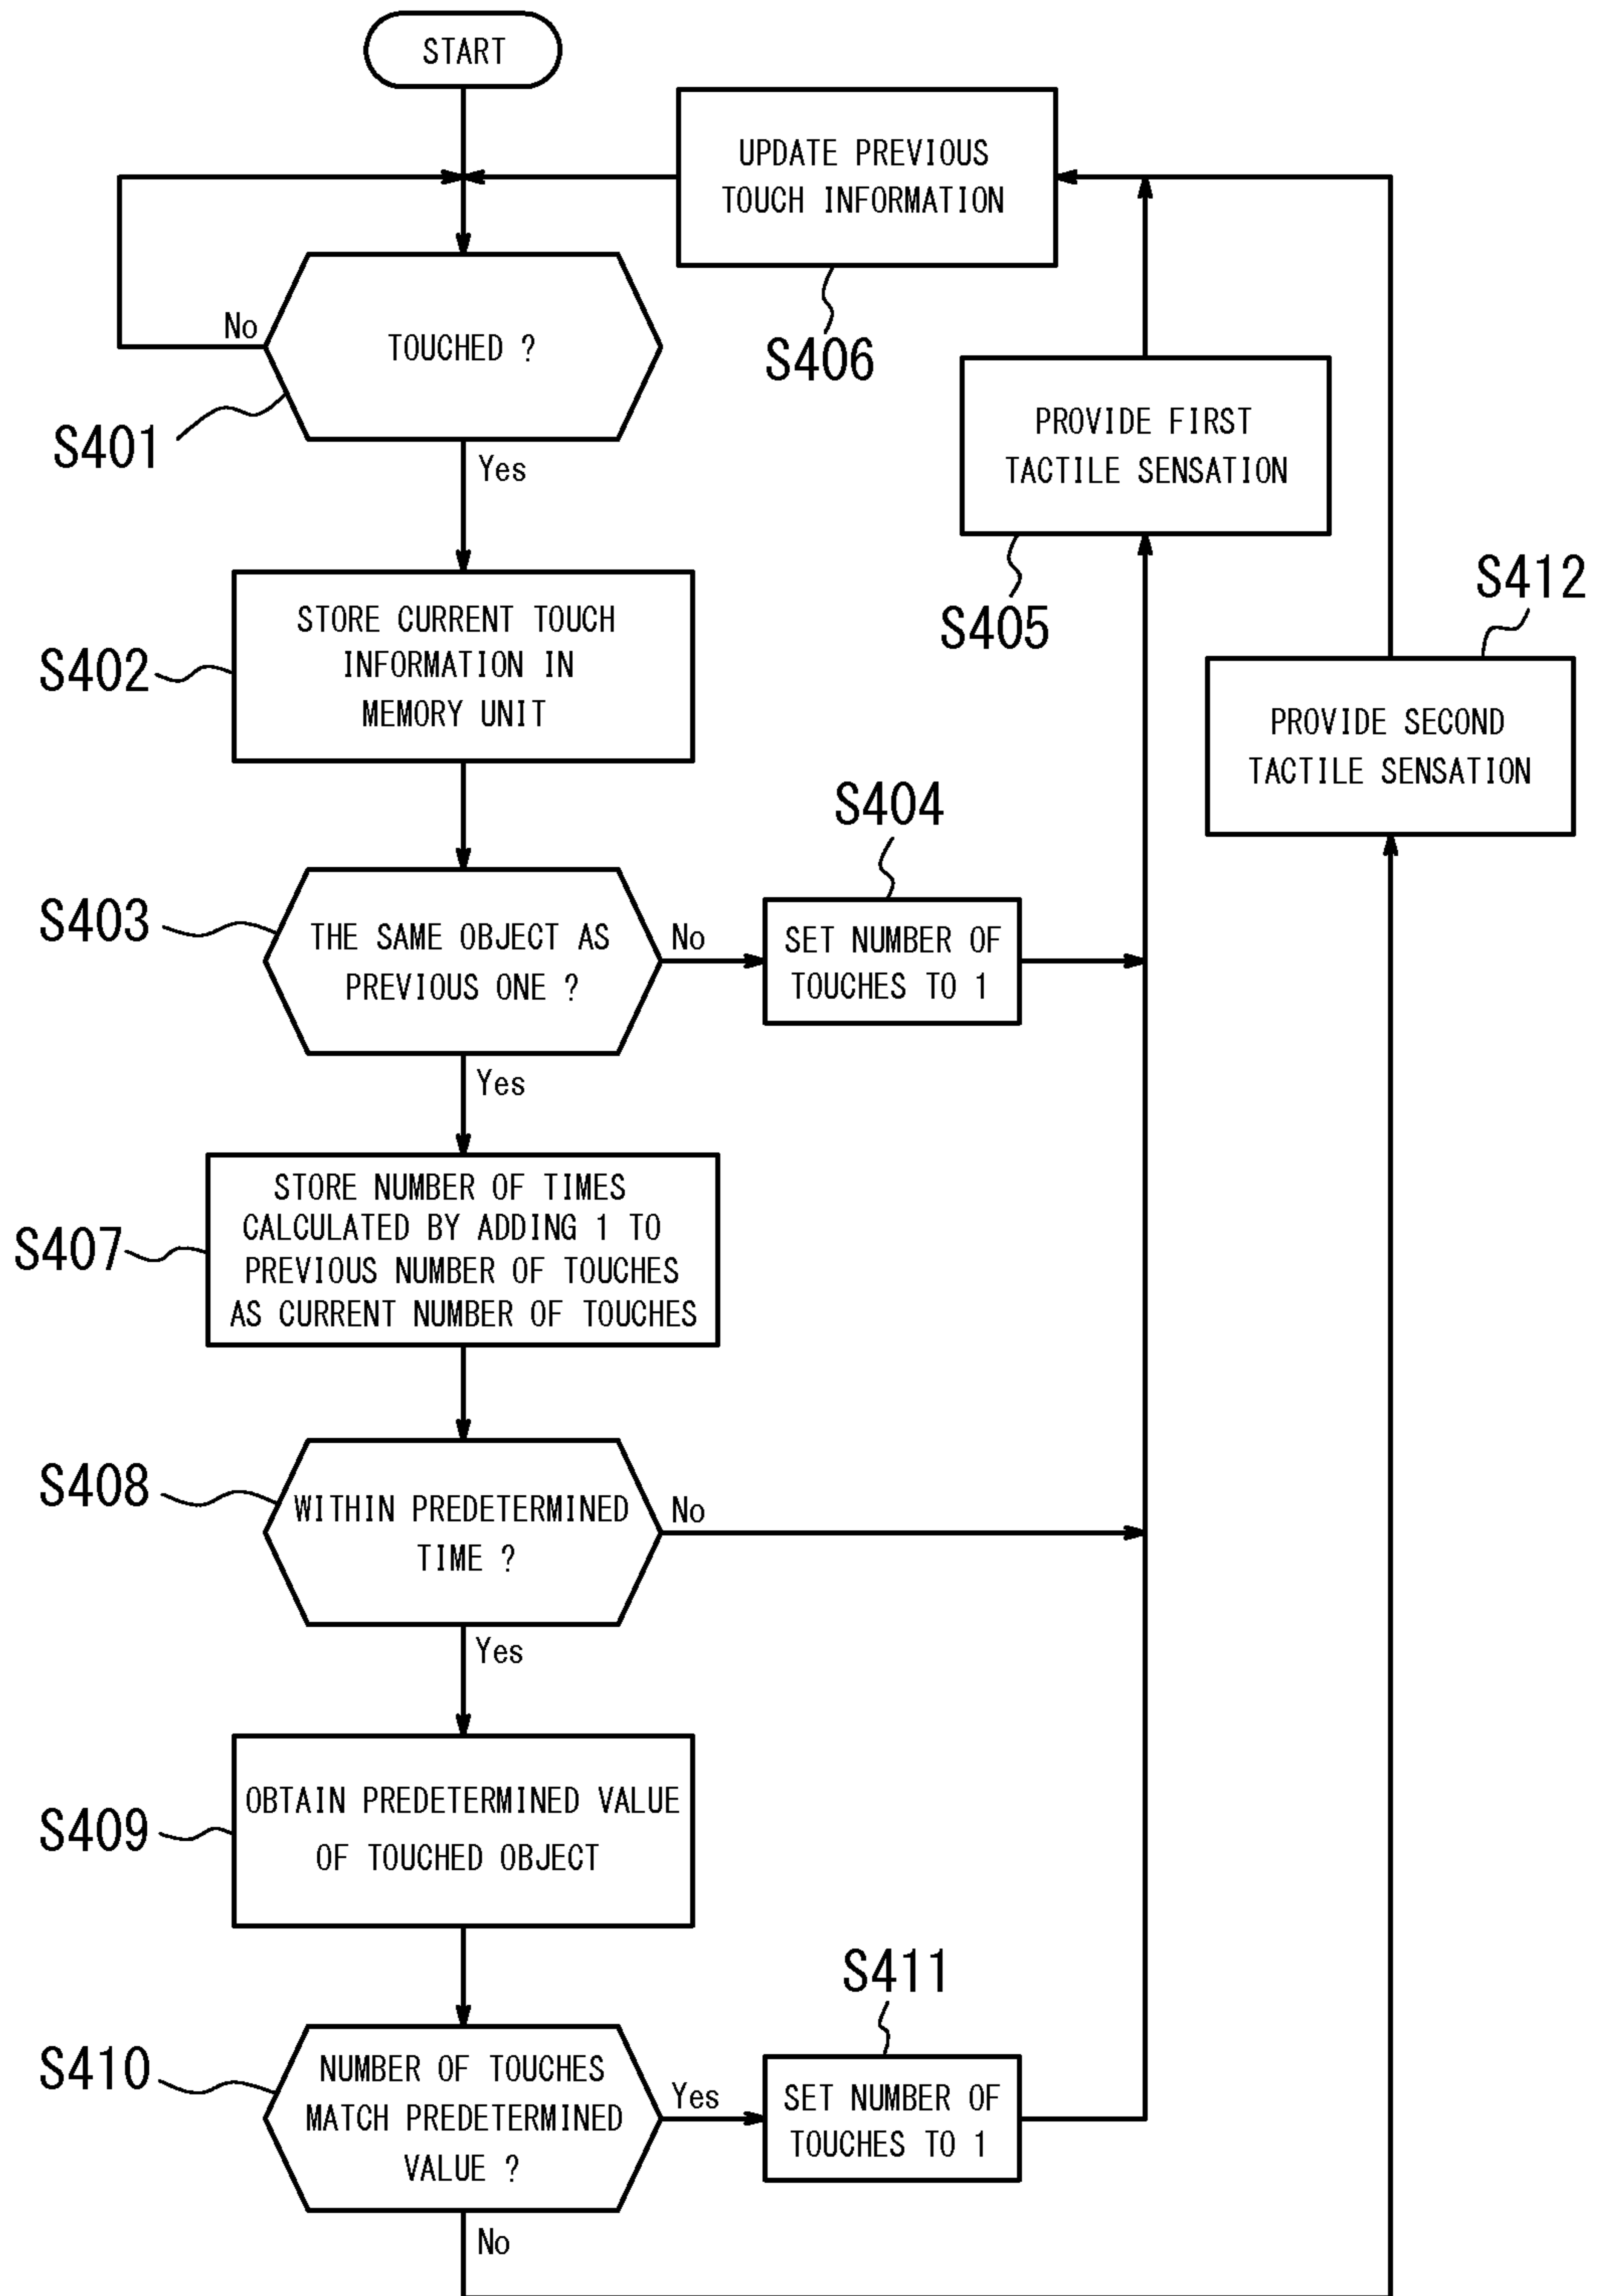 START
UPDATE PREVIOUS
TOUCH INFORMATION
S406
No
TOUCHED ?
S401
Yes
PROVIDE FIRST
TACTILE SENSATION
S405
S412
STORE CURRENT TOUCH
INFORMATION IN
MEMORY UNIT
S402
PROVIDE SECOND
TACTILE SENSATION
S404
S403
THE SAME OBJECT AS
PREVIOUS ONE ?
No
SET NUMBER OF
TOUCHES TO 1
Yes
S407
STORE NUMBER OF TIMES
CALCULATED BY ADDING 1 TO
PREVIOUS NUMBER OF TOUCHES
AS CURRENT NUMBER OF TOUCHES
S408
WITHIN PREDETERMINED
TIME ?
No
Yes
S409
OBTAIN PREDETERMINED VALUE
OF TOUCHED OBJECT
S411
S410
NUMBER OF TOUCHES
MATCH PREDETERMINED
VALUE ?
Yes
SET NUMBER OF
TOUCHES TO 1
No